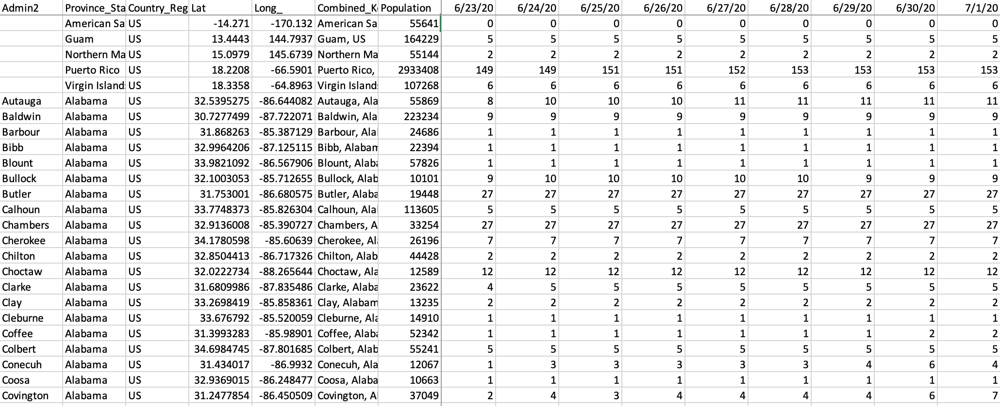 Admin2 Province_Sta Country_Reg Lat Long_ Combined_K Population 6/23/20 6/24/20 6/25/20 6/26/20 6/27/20 6/28/20 6/29/20 6/30/20 7/1/20
American Sa US -14.271 -170.132 American Sa 55641 0 0 0 0 0 0 0 0 0
Guam US 13.4443 144.7937 Guam, US 164229 5 5 5 5 5 5 5 5 5
Northern Ma US 15.0979 145.6739 Northern Ma 55144 2 2 2 2 2 2 2 2 2
Puerto Rico US 18.2208 -66.5901 Puerto Rico, 2933408 149 149 151 151 152 153 153 153 153
Virgin Island US 18.3358 -64.8963 Virgin Island 107268 6 6 6 6 6 6 6 6 6
Autauga Alabama US 32.5395275 -86.644082 Autauga, Ala 55869 8 10 10 10 11 11 11 11 11
Baldwin Alabama US 30.7277499 -87.722071 Baldwin, Ala 223234 9 9 9 9 9 9 9 9 9
Barbour Alabama US 31.868263 -85.387129 Barbour, Ala 24686 1 1 1 1 1 1 1 1 1
Bibb Alabama US 32.9964206 -87.125115 Bibb, Alabam 22394 1 1 1 1 1 1 1 1 1
Blount Alabama US 33.9821092 -86.567906 Blount, Alaba 57826 1 1 1 1 1 1 1 1 1
Bullock Alabama US 32.1003053 -85.712655 Bullock, Alab 10101 9 10 10 10 10 10 9 9 9
Butler Alabama US 31.753001 -86.680575 Butler, Alaba 19448 27 27 27 27 27 27 27 27 27
Calhoun Alabama US 33.7748373 -85.826304 Calhoun, Ala 113605 5 5 5 5 5 5 5 5 5
Chambers Alabama US 32.9136008 -85.390727 Chambers, A 33254 27 27 27 27 27 27 27 27 27
Cherokee Alabama US 34.1780598 -85.60639 Cherokee, Al 26196 7 7 7 7 7 7 7 7 7
Chilton Alabama US 32.8504413 -86.717326 Chilton, Alab 44428 2 2 2 2 2 2 2 2 2
Choctaw Alabama US 32.0222734 -88.265644 Choctaw, Ala 12589 12 12 12 12 12 12 12 12 12
Clarke Alabama US 31.6809986 -87.835486 Clarke, Alaba 23622 4 5 5 5 5 5 5 5 5
Clay Alabama US 33.2698419 -85.858361 Clay, Alabam 13235 2 2 2 2 2 2 2 2 2
Cleburne Alabama US 33.676792 -85.520059 Cleburne, Ala 14910 1 1 1 1 1 1 1 1 1
Coffee Alabama US 31.3993283 -85.98901 Coffee, Alaba 52342 1 1 1 1 1 1 1 2 2
Colbert Alabama US 34.6984745 -87.801685 Colbert, Alab 55241 5 5 5 5 5 5 5 5 5
Conecuh Alabama US 31.434017 -86.9932 Conecuh, Ala 12067 1 3 3 3 3 3 4 6 4
Coosa Alabama US 32.9369015 -86.248477 Coosa, Alaba 10663 1 1 1 1 1 1 1 1 1
Covington Alabama US 31.2477854 -86.450509 Covington, A 37049 2 4 3 4 4 4 4 6 7